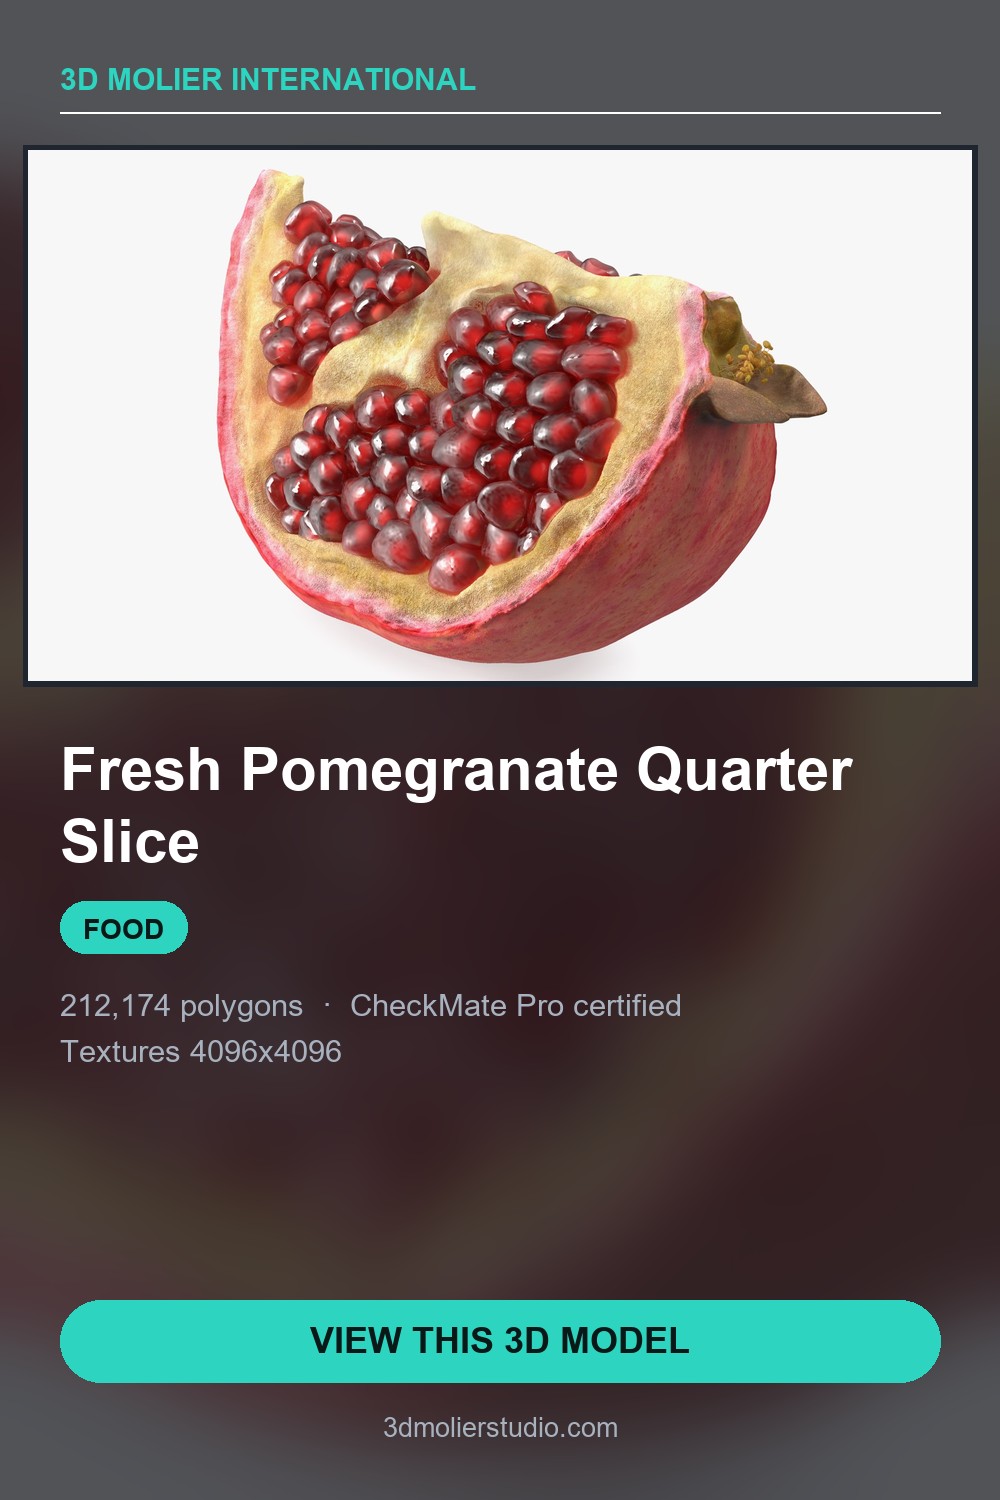 3D MOLIER INTERNATIONAL
Fresh Pomegranate Quarter
Slice
FOOD
212,174 polygons · CheckMate Pro certified
Textures 4096x4096
VIEW THIS 3D MODEL
3dmolierstudio.com